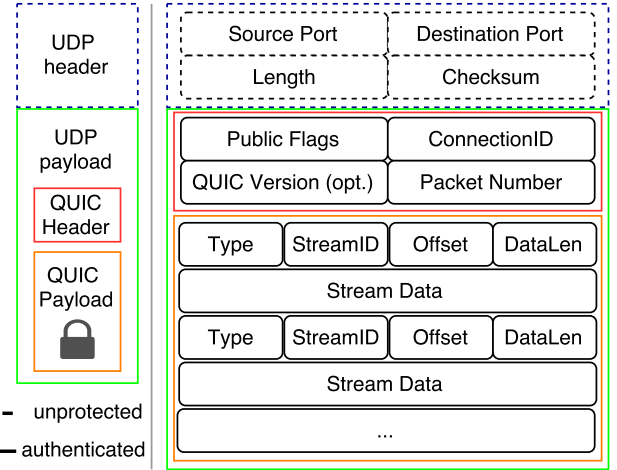 UDP
header
Source Port
Destination Port
Length
Checksum
UDP
payload
QUIC
Header
QUIC
Payload
unprotected
authenticated
Public Flags
ConnectionID
QUIC Version (opt.)
Packet Number
Type
StreamID
Offset
DataLen
Stream Data
Type
StreamID
Offset
DataLen
Stream Data
...